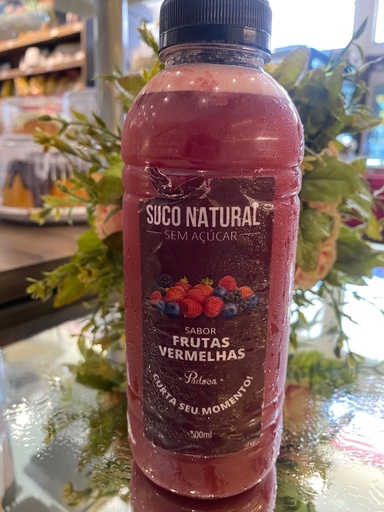 SUCO NATURAL
SEM AÇÚCAR
SABOR
FRUTAS
VERMELHAS
Padoca
CURTA SEU MOMENTO!
500ml